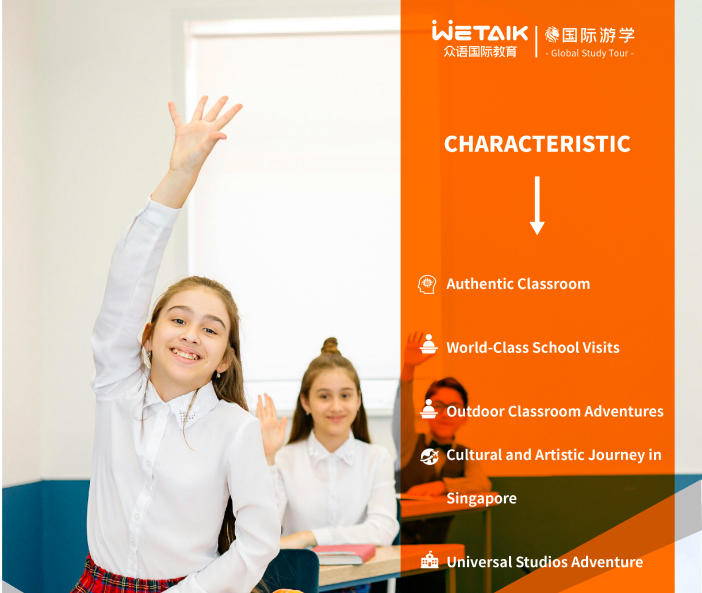 WETALK
众语国际教育
国际游学
- Global Study Tour -
CHARACTERISTIC
Authentic Classroom
World-Class School Visits
Outdoor Classroom Adventures
Cultural and Artistic Journey in
Singapore
Universal Studios Adventure